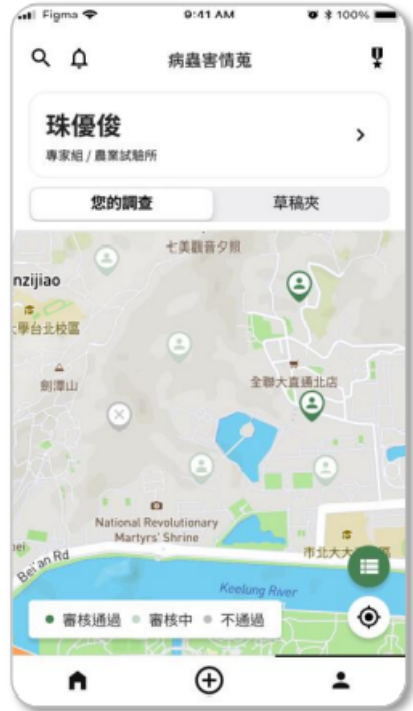 Figma
9:41 AM
100%
病蟲害情蒐
珠優俊
專家組 / 農業試驗所
您的調查
草稿夾
七美觀音夕照
nzijiao
學台北校區
劍潭山
全聯大直通北店
National Revolutionary
Martyrs' Shrine
市北大
Bei'an Rd
Keelung River
審核通過
審核中
不通過